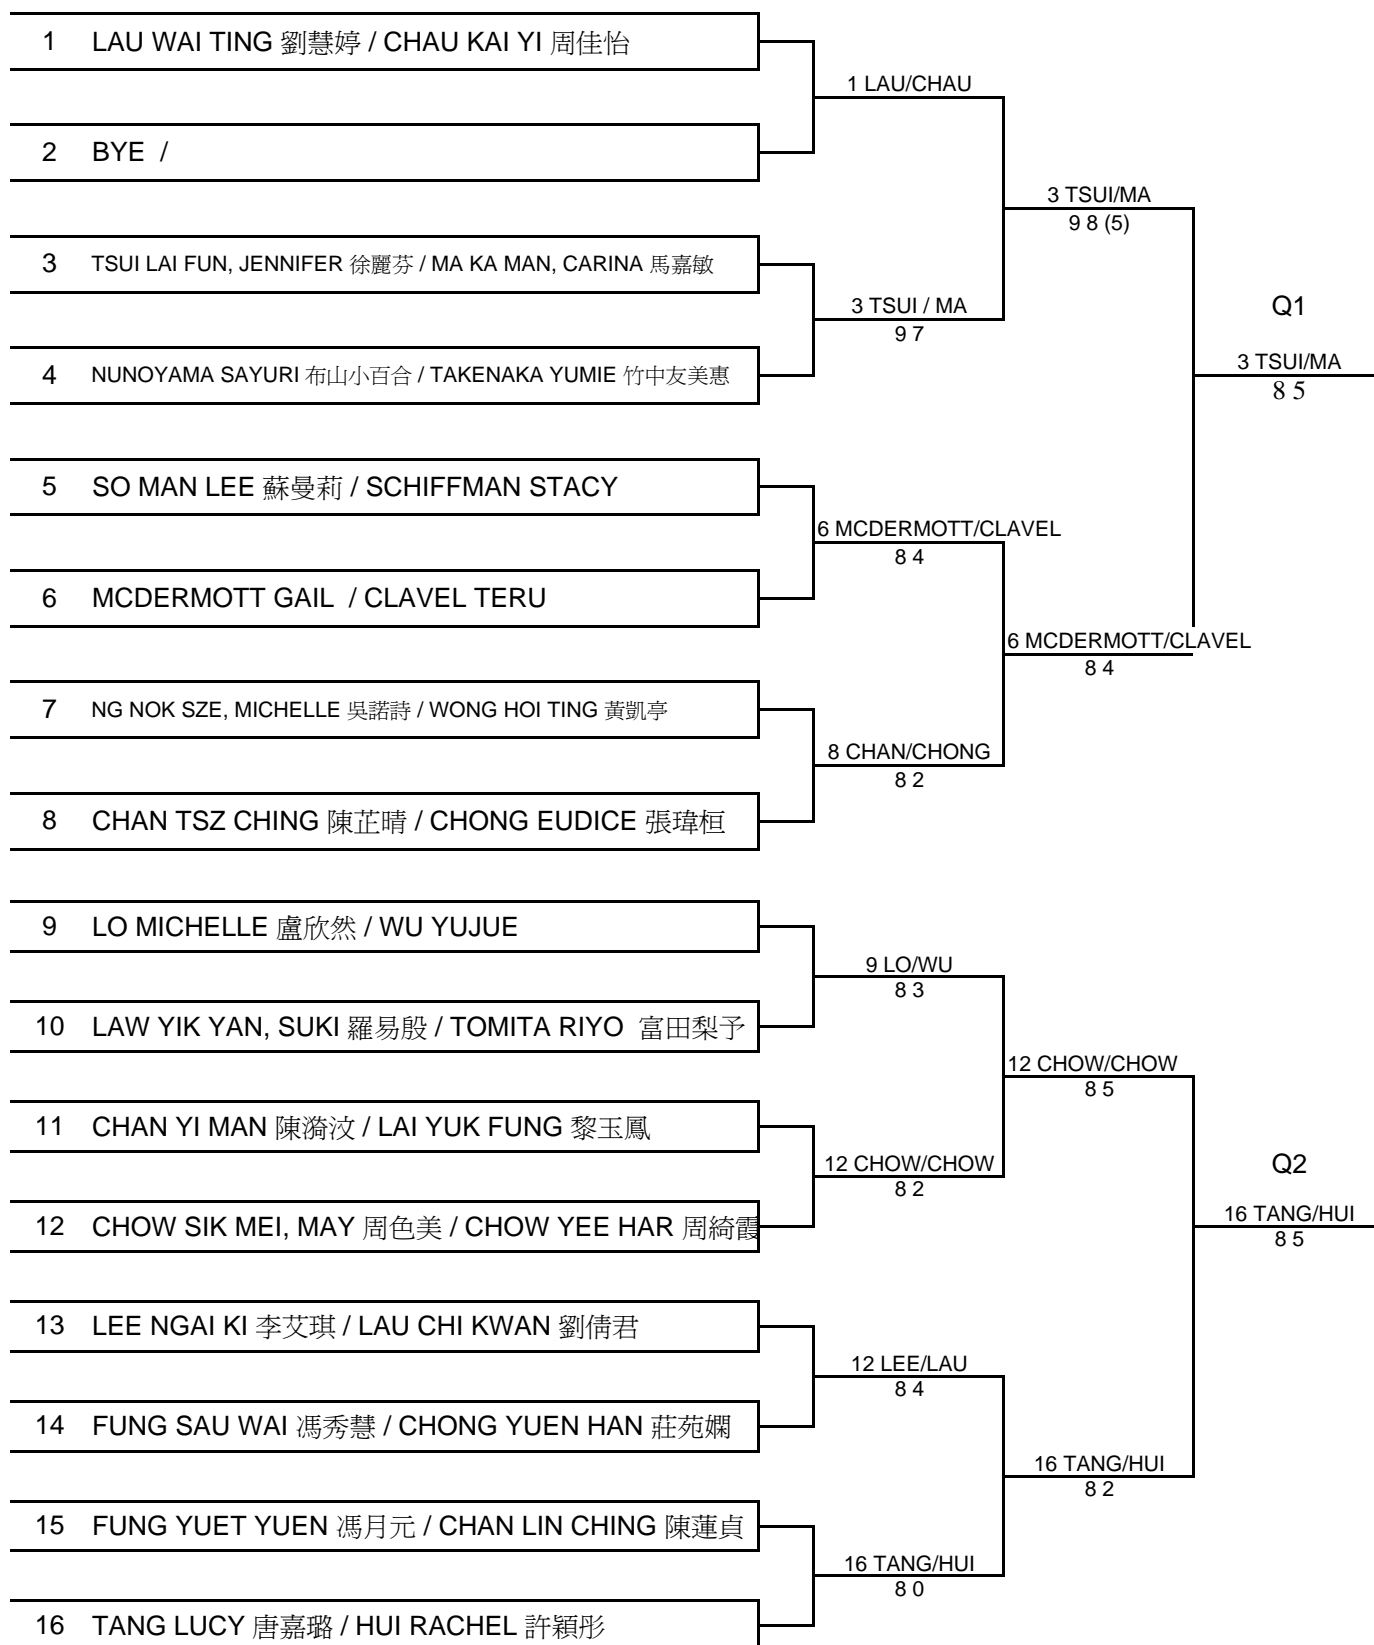 1 LAU WAI TING 劉慧婷 / CHAU KAI YI 周佳怡
1 LAU/CHAU
2 BYE /
3 TSUI/MA
9 8 (5)
3 TSUI LAI FUN, JENNIFER 徐麗芬 / MA KA MAN, CARINA 馬嘉敏
3 TSUI / MA
9 7
Q1
4 NUNOYAMA SAYURI 布山小百合 / TAKENAKA YUMIE 竹中友美惠
3 TSUI/MA
8 5
5 SO MAN LEE 蘇曼莉 / SCHIFFMAN STACY
6 MCDERMOTT/CLAVEL
8 4
6 MCDERMOTT GAIL / CLAVEL TERU
6 MCDERMOTT/CLAVEL
8 4
7 NG NOK SZE, MICHELLE 吳諾詩 / WONG HOI TING 黃凱亭
8 CHAN/CHONG
8 2
8 CHAN TSZ CHING 陳芷晴 / CHONG EUDICE 張瑋桓
9 LO MICHELLE 盧欣然 / WU YUJUE
9 LO/WU
8 3
10 LAW YIK YAN, SUKI 羅易殷 / TOMITA RIYO 富田梨予
12 CHOW/CHOW
8 5
11 CHAN YI MAN 陳漪汶 / LAI YUK FUNG 黎玉鳳
12 CHOW/CHOW
8 2
Q2
12 CHOW SIK MEI, MAY 周色美 / CHOW YEE HAR 周綺霞
16 TANG/HUI
8 5
13 LEE NGAI KI 李艾琪 / LAU CHI KWAN 劉倩君
12 LEE/LAU
8 4
14 FUNG SAU WAI 馮秀慧 / CHONG YUEN HAN 莊苑嫻
16 TANG/HUI
8 2
15 FUNG YUET YUEN 馮月元 / CHAN LIN CHING 陳蓮貞
16 TANG/HUI
8 0
16 TANG LUCY 唐嘉璐 / HUI RACHEL 許穎彤